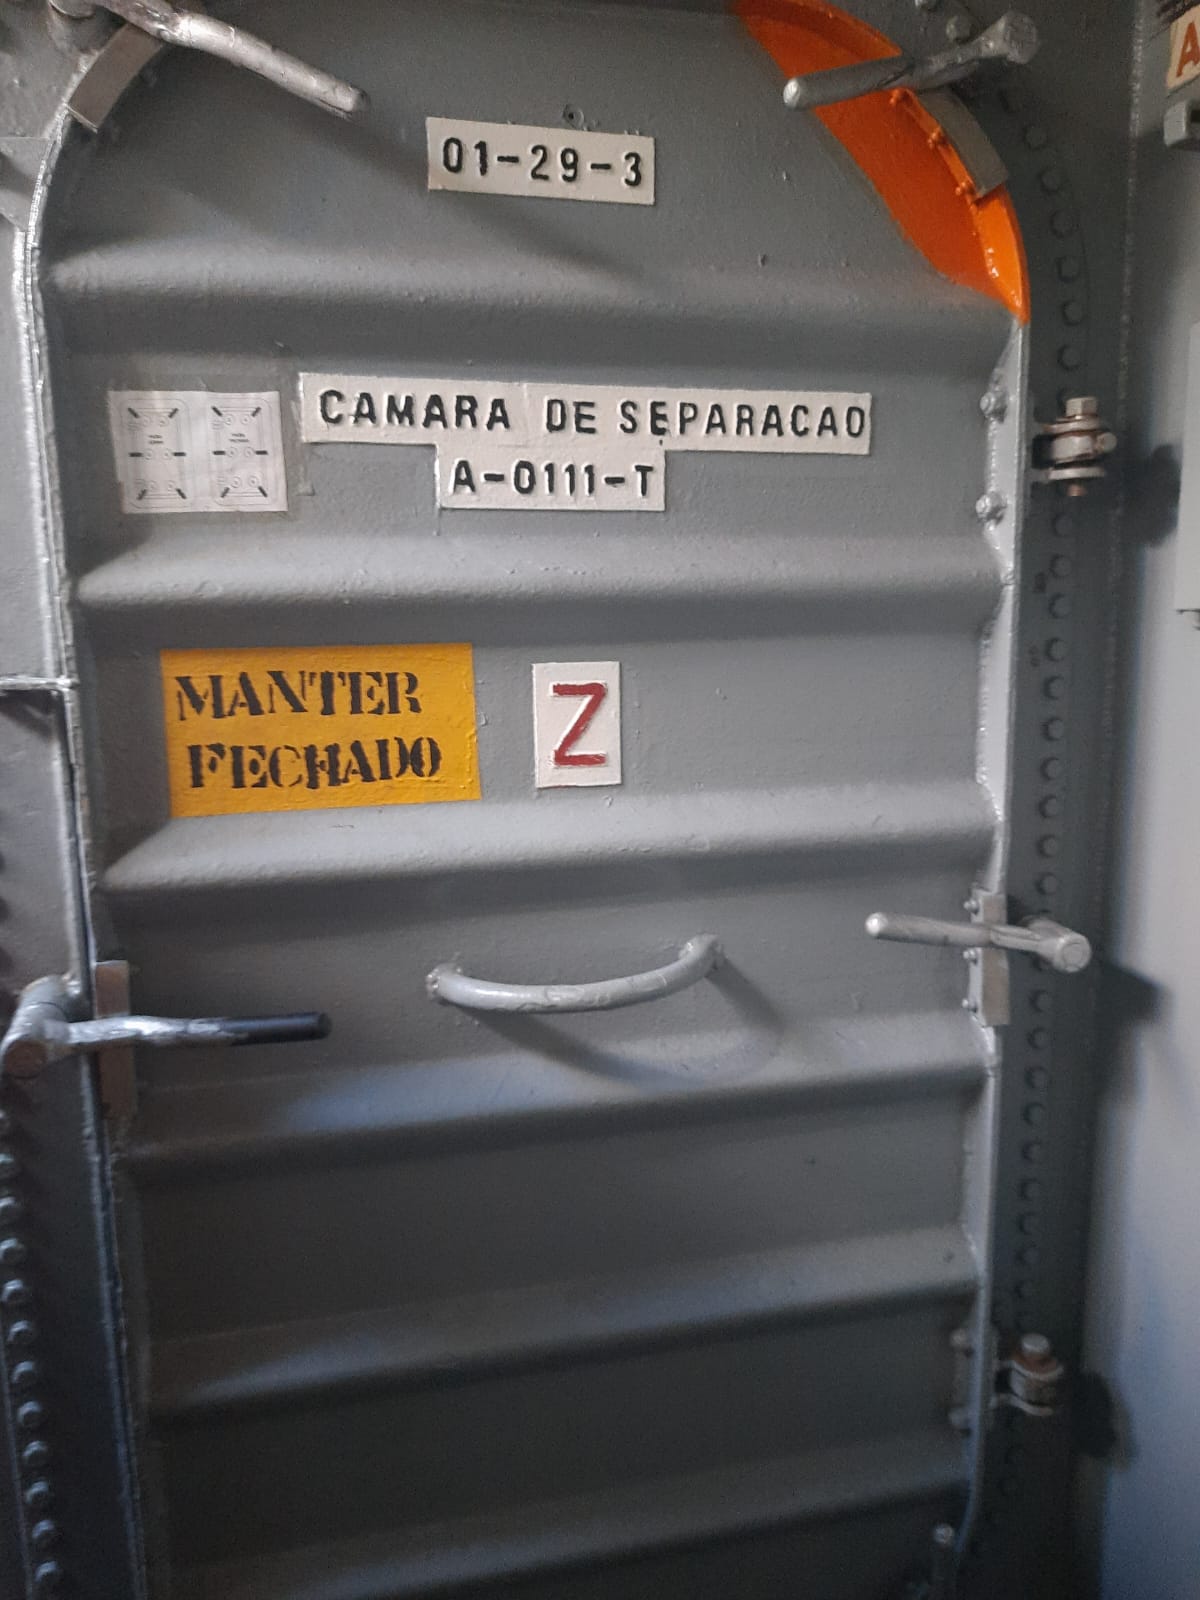 01-29-3
CAMARA DE SEPARACAO
A-0111-T
MANTER
FECHADO
Z
A